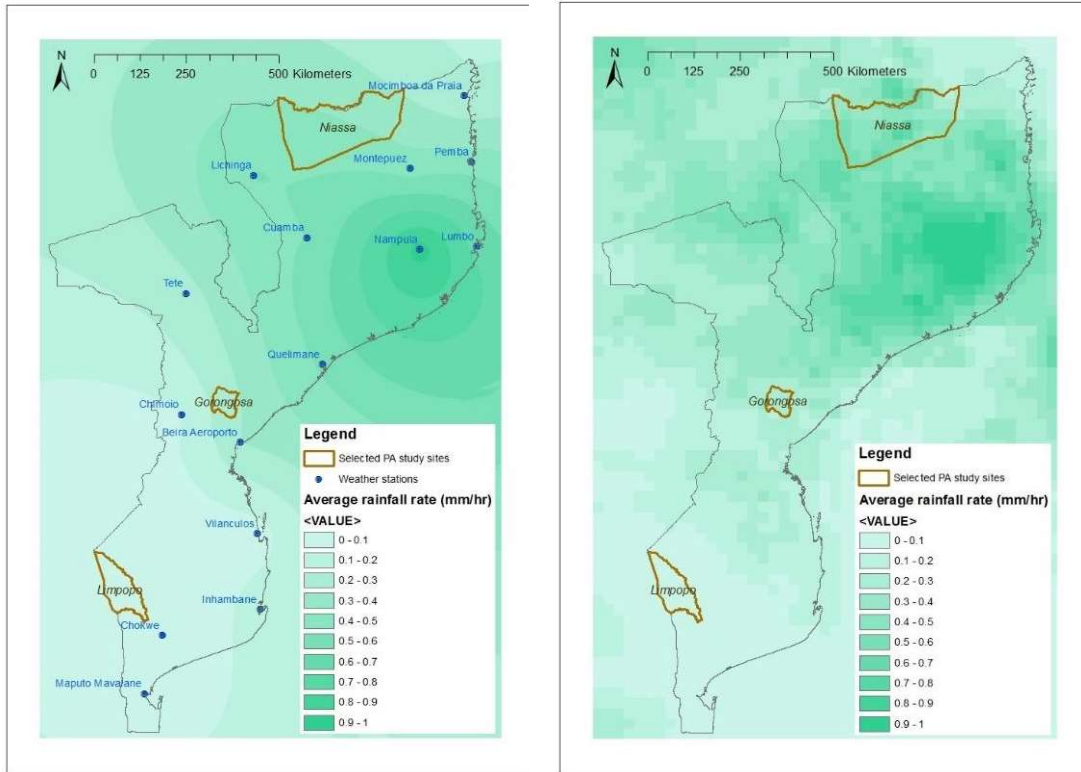 N
0 125 250 500 Kilometers
Mocimboa da Praia
Niassa
Pemba
Montepuez
Lichinga
Cuamba
Nampula
Lumbo
Tete
Quelimane
Chimoio
Gorongosa
Beira Aeroporto
Vilanculos
Limpopo
Inhambane
Chokwe
Maputo Mavalane
Legend
Selected PA study sites
Weather stations
Average rainfall rate (mm/hr)
<VALUE>
0 - 0.1
0.1 - 0.2
0.2 - 0.3
0.3 - 0.4
0.4 - 0.5
0.5 - 0.6
0.6 - 0.7
0.7 - 0.8
0.8 - 0.9
0.9 - 1
N
0 125 250 500 Kilometers
Niassa
Gorongosa
Limpopo
Legend
Selected PA study sites
Average rainfall rate (mm/hr)
<VALUE>
0 - 0.1
0.1 - 0.2
0.2 - 0.3
0.3 - 0.4
0.4 - 0.5
0.5 - 0.6
0.6 - 0.7
0.7 - 0.8
0.8 - 0.9
0.9 - 1